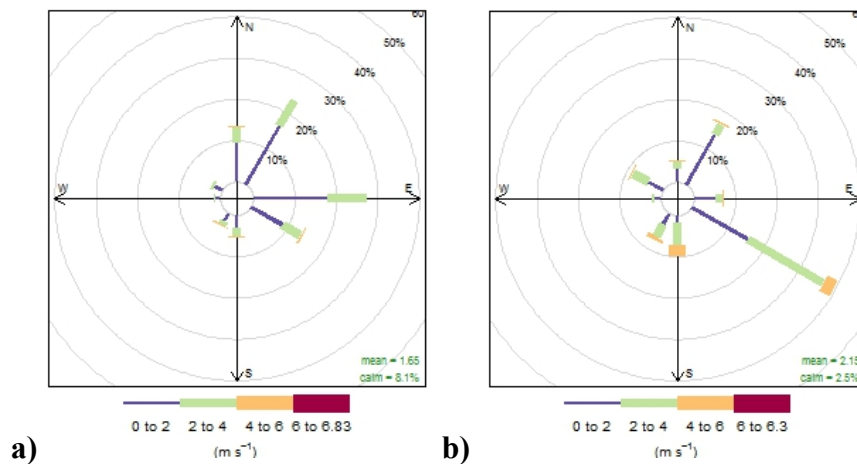 60
50%
40%
30%
20%
10%
N
W
E
S
mean = 1.65
calm = 8.1%
0 to 2
2 to 4
4 to 6
6 to 6.83
(m s⁻¹)
a)
50%
40%
30%
20%
10%
N
W
E
S
mean = 2.15
calm = 2.5%
0 to 2
2 to 4
4 to 6
6 to 6.3
(m s⁻¹)
b)